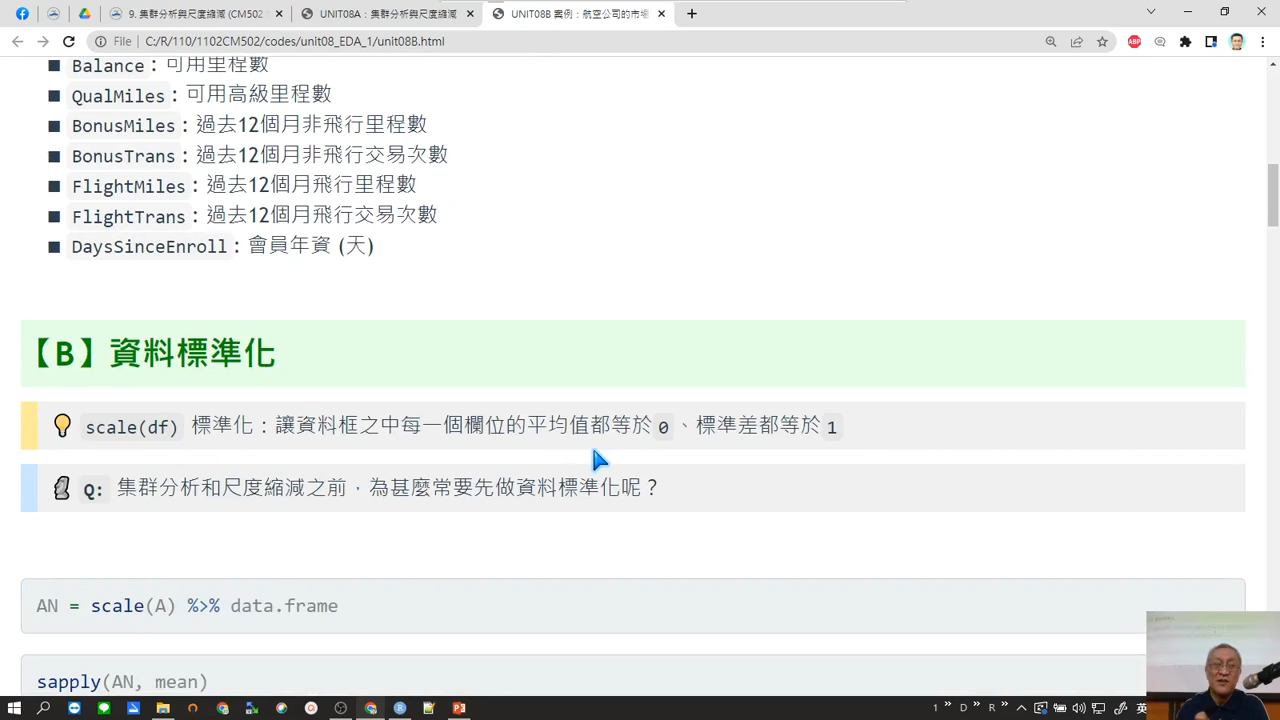 9. 集群分析與尺度縮減 (CM502
UNIT08A：集群分析與尺度縮減
UNIT08B 案例：航空公司的市場
File C:/R/110/1102CM502/codes/unit08_EDA_1/unit08B.html
ABP
Balance：可用里程數
QualMiles：可用高級里程數
BonusMiles：過去12個月非飛行里程數
BonusTrans：過去12個月非飛行交易次數
FlightMiles：過去12個月飛行里程數
FlightTrans：過去12個月飛行交易次數
DaysSinceEnroll：會員年資 (天)
【B】資料標準化
scale(df) 標準化：讓資料框之中每一個欄位的平均值都等於 0、標準差都等於 1
Q: 集群分析和尺度縮減之前，為甚麼常要先做資料標準化呢？
AN = scale(A) %>% data.frame
sapply(AN, mean)
1 » D » R » 英